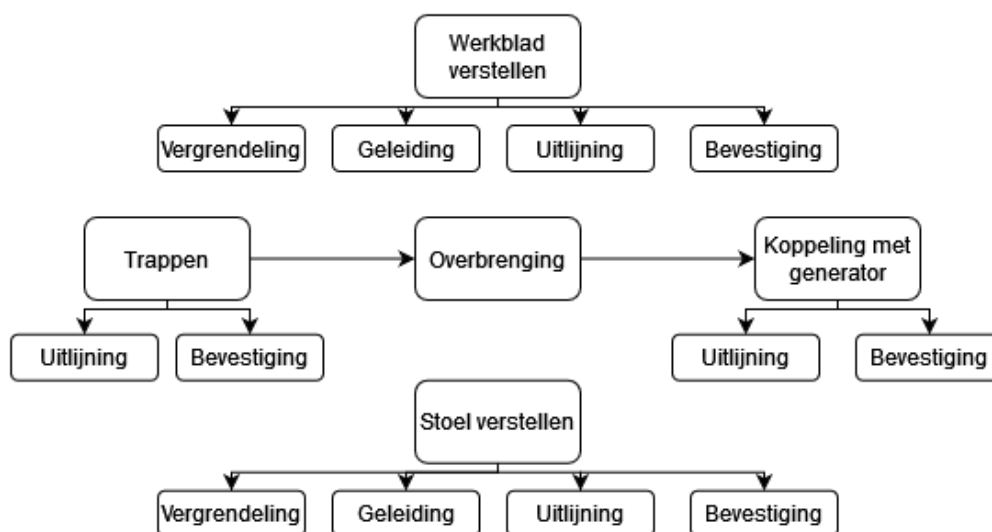 Werkblad
verstellen
Vergrendeling
Geleiding
Uitlijning
Bevestiging
Trappen
Overbrenging
Koppeling met
generator
Uitlijning
Bevestiging
Uitlijning
Bevestiging
Stoel verstellen
Vergrendeling
Geleiding
Uitlijning
Bevestiging